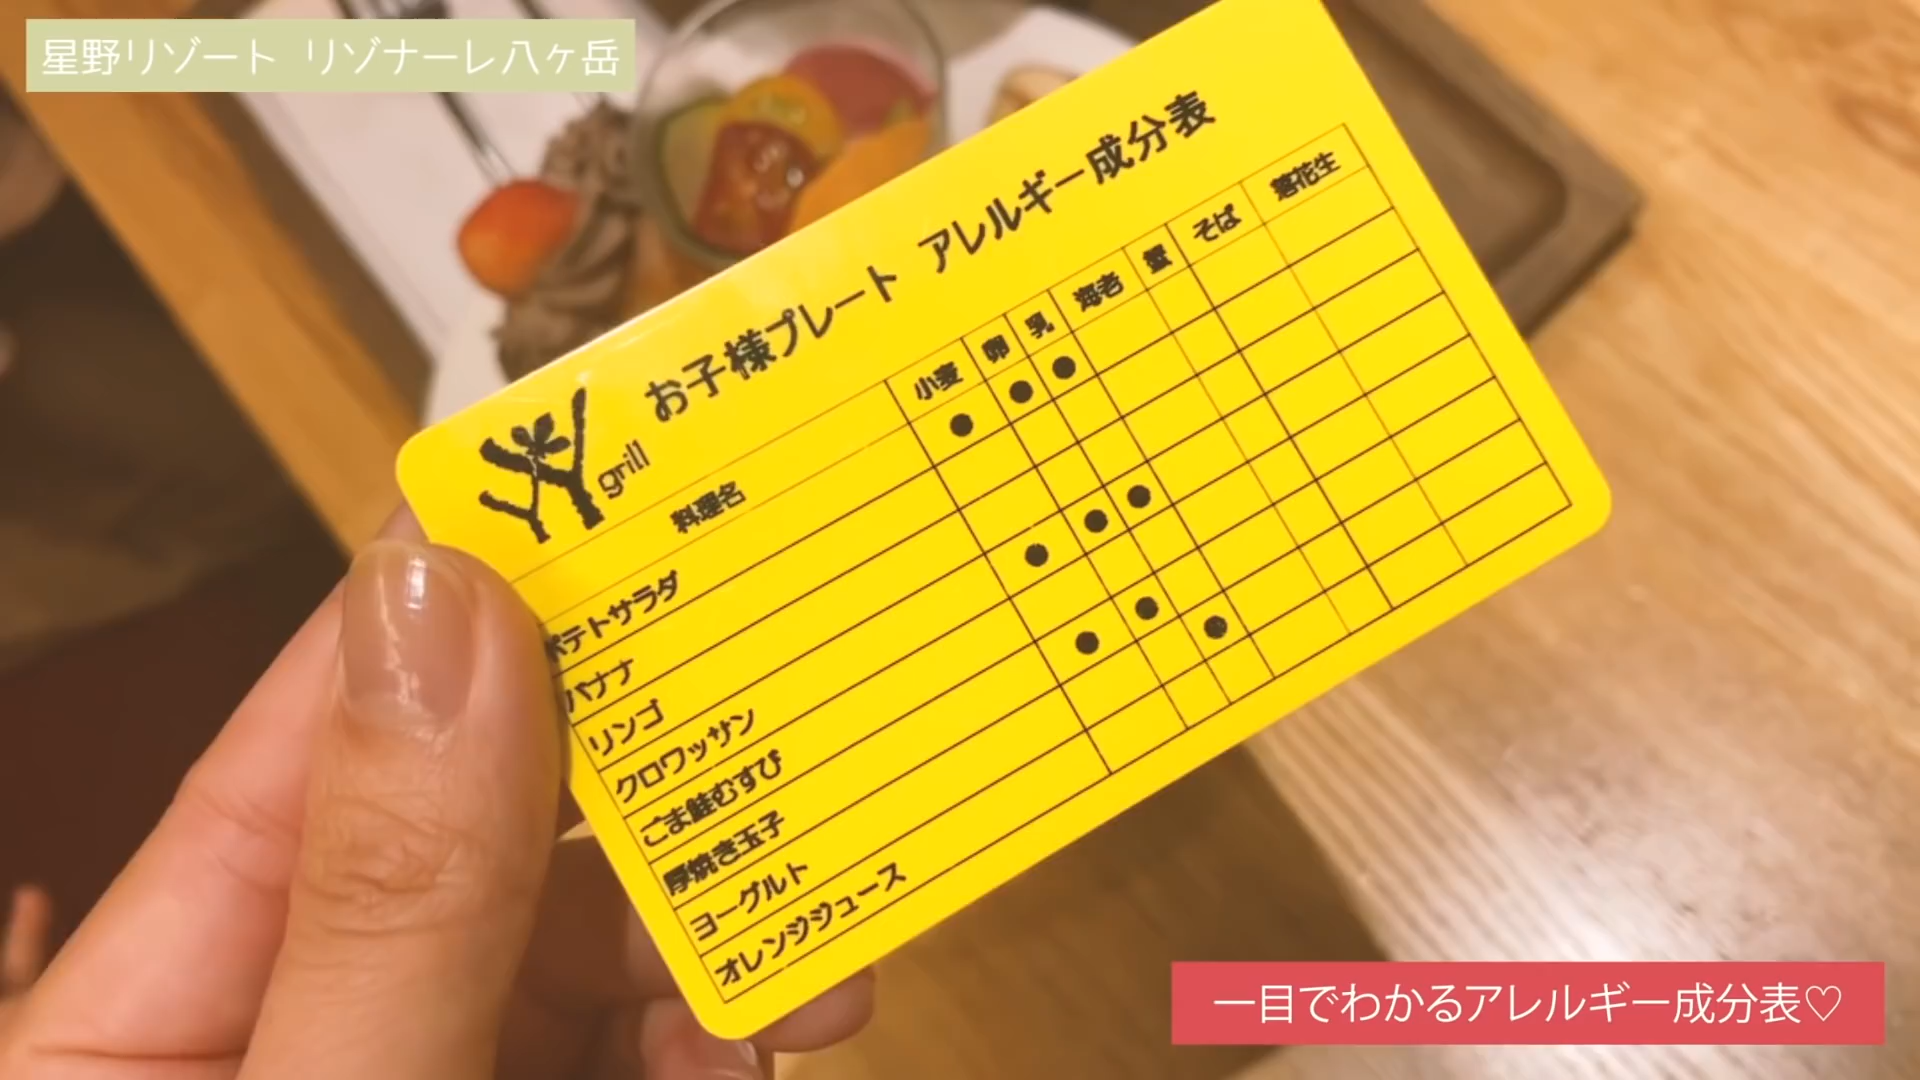 星野リゾート リゾナーレ八ヶ岳
YY grill お子様プレート アレルギー成分表
料理名 小麦 卵 乳 海老 蟹 そば 落花生
ポテトサラダ ● ● ●
バナナ
リンゴ
クロワッサン ● ● ●
ごま鮭むすび
厚焼き玉子 ● ●
ヨーグルト ●
オレンジジュース
一目でわかるアレルギー成分表♡